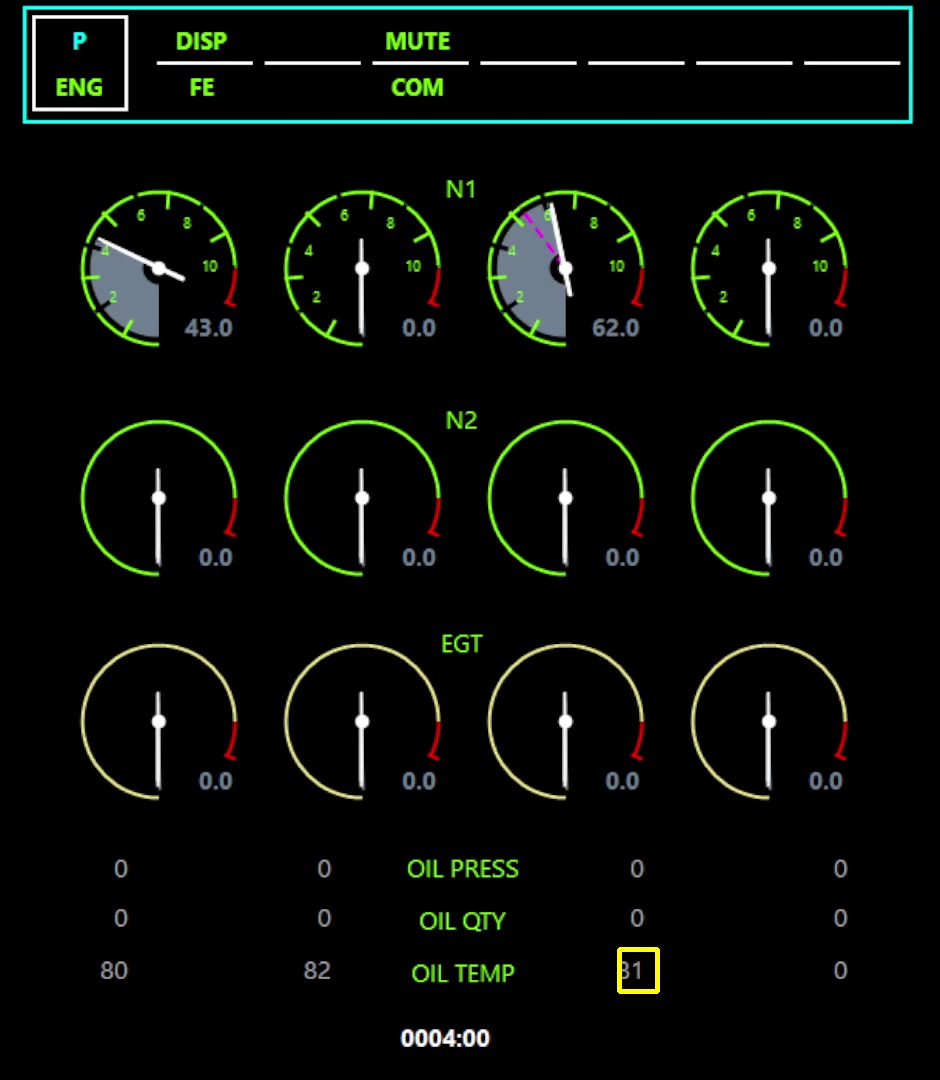 P DISP MUTE
ENG FE COM
N1
2 4 6 8 10 43.0
2 4 6 8 10 0.0
2 4 6 8 10 62.0
2 4 6 8 10 0.0
N2
0.0 0.0 0.0 0.0
EGT
0.0 0.0 0.0 0.0
0 0 OIL PRESS 0 0
0 0 OIL QTY 0 0
80 82 OIL TEMP 81 0
0004:00